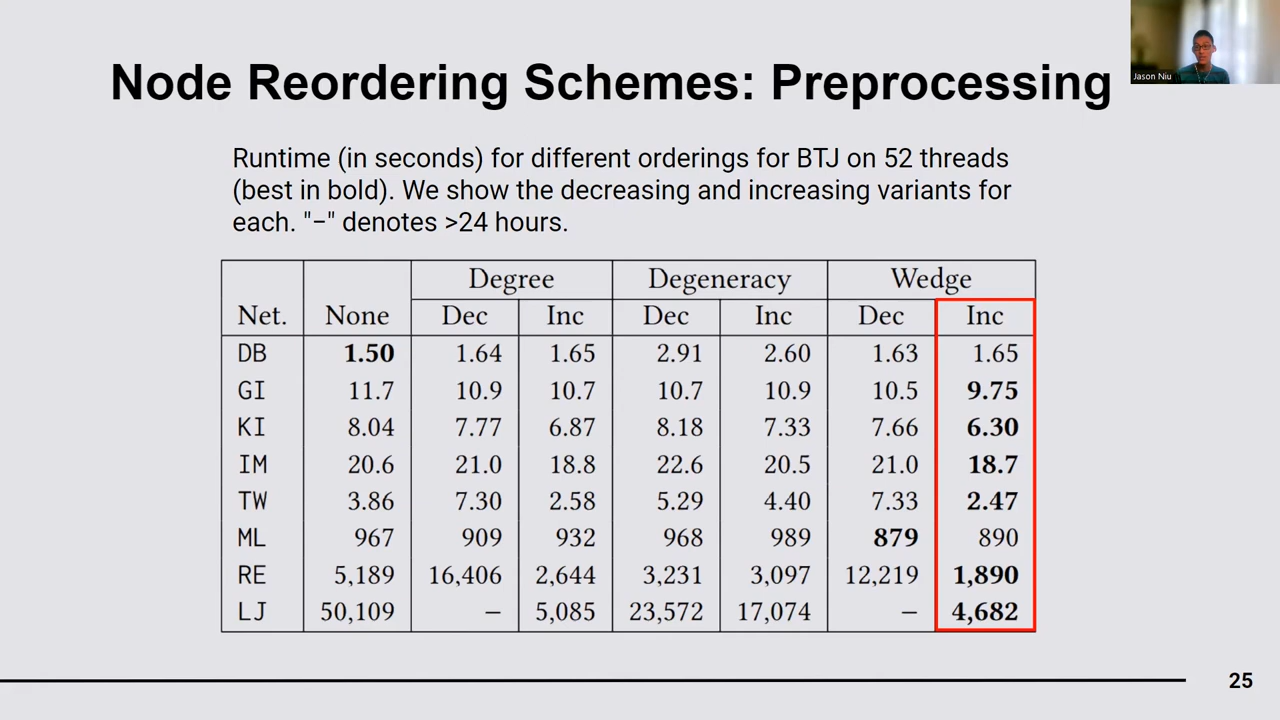 Node Reordering Schemes: Preprocessing
Jason Niu
Runtime (in seconds) for different orderings for BTJ on 52 threads
(best in bold). We show the decreasing and increasing variants for
each. "−" denotes >24 hours.
Degree Degeneracy Wedge
Net. None Dec Inc Dec Inc Dec Inc
DB 1.50 1.64 1.65 2.91 2.60 1.63 1.65
GI 11.7 10.9 10.7 10.7 10.9 10.5 9.75
KI 8.04 7.77 6.87 8.18 7.33 7.66 6.30
IM 20.6 21.0 18.8 22.6 20.5 21.0 18.7
TW 3.86 7.30 2.58 5.29 4.40 7.33 2.47
ML 967 909 932 968 989 879 890
RE 5,189 16,406 2,644 3,231 3,097 12,219 1,890
LJ 50,109 − 5,085 23,572 17,074 − 4,682
25